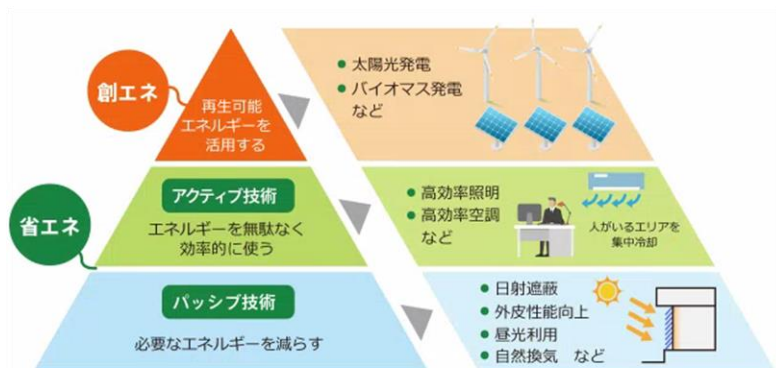 創エネ
再生可能
エネルギーを
活用する
太陽光発電
バイオマス発電
など
省エネ
アクティブ技術
エネルギーを無駄なく
効率的に使う
高効率照明
高効率空調
など
人がいるエリアを
集中冷却
パッシブ技術
必要なエネルギーを減らす
日射遮蔽
外皮性能向上
昼光利用
自然換気 など